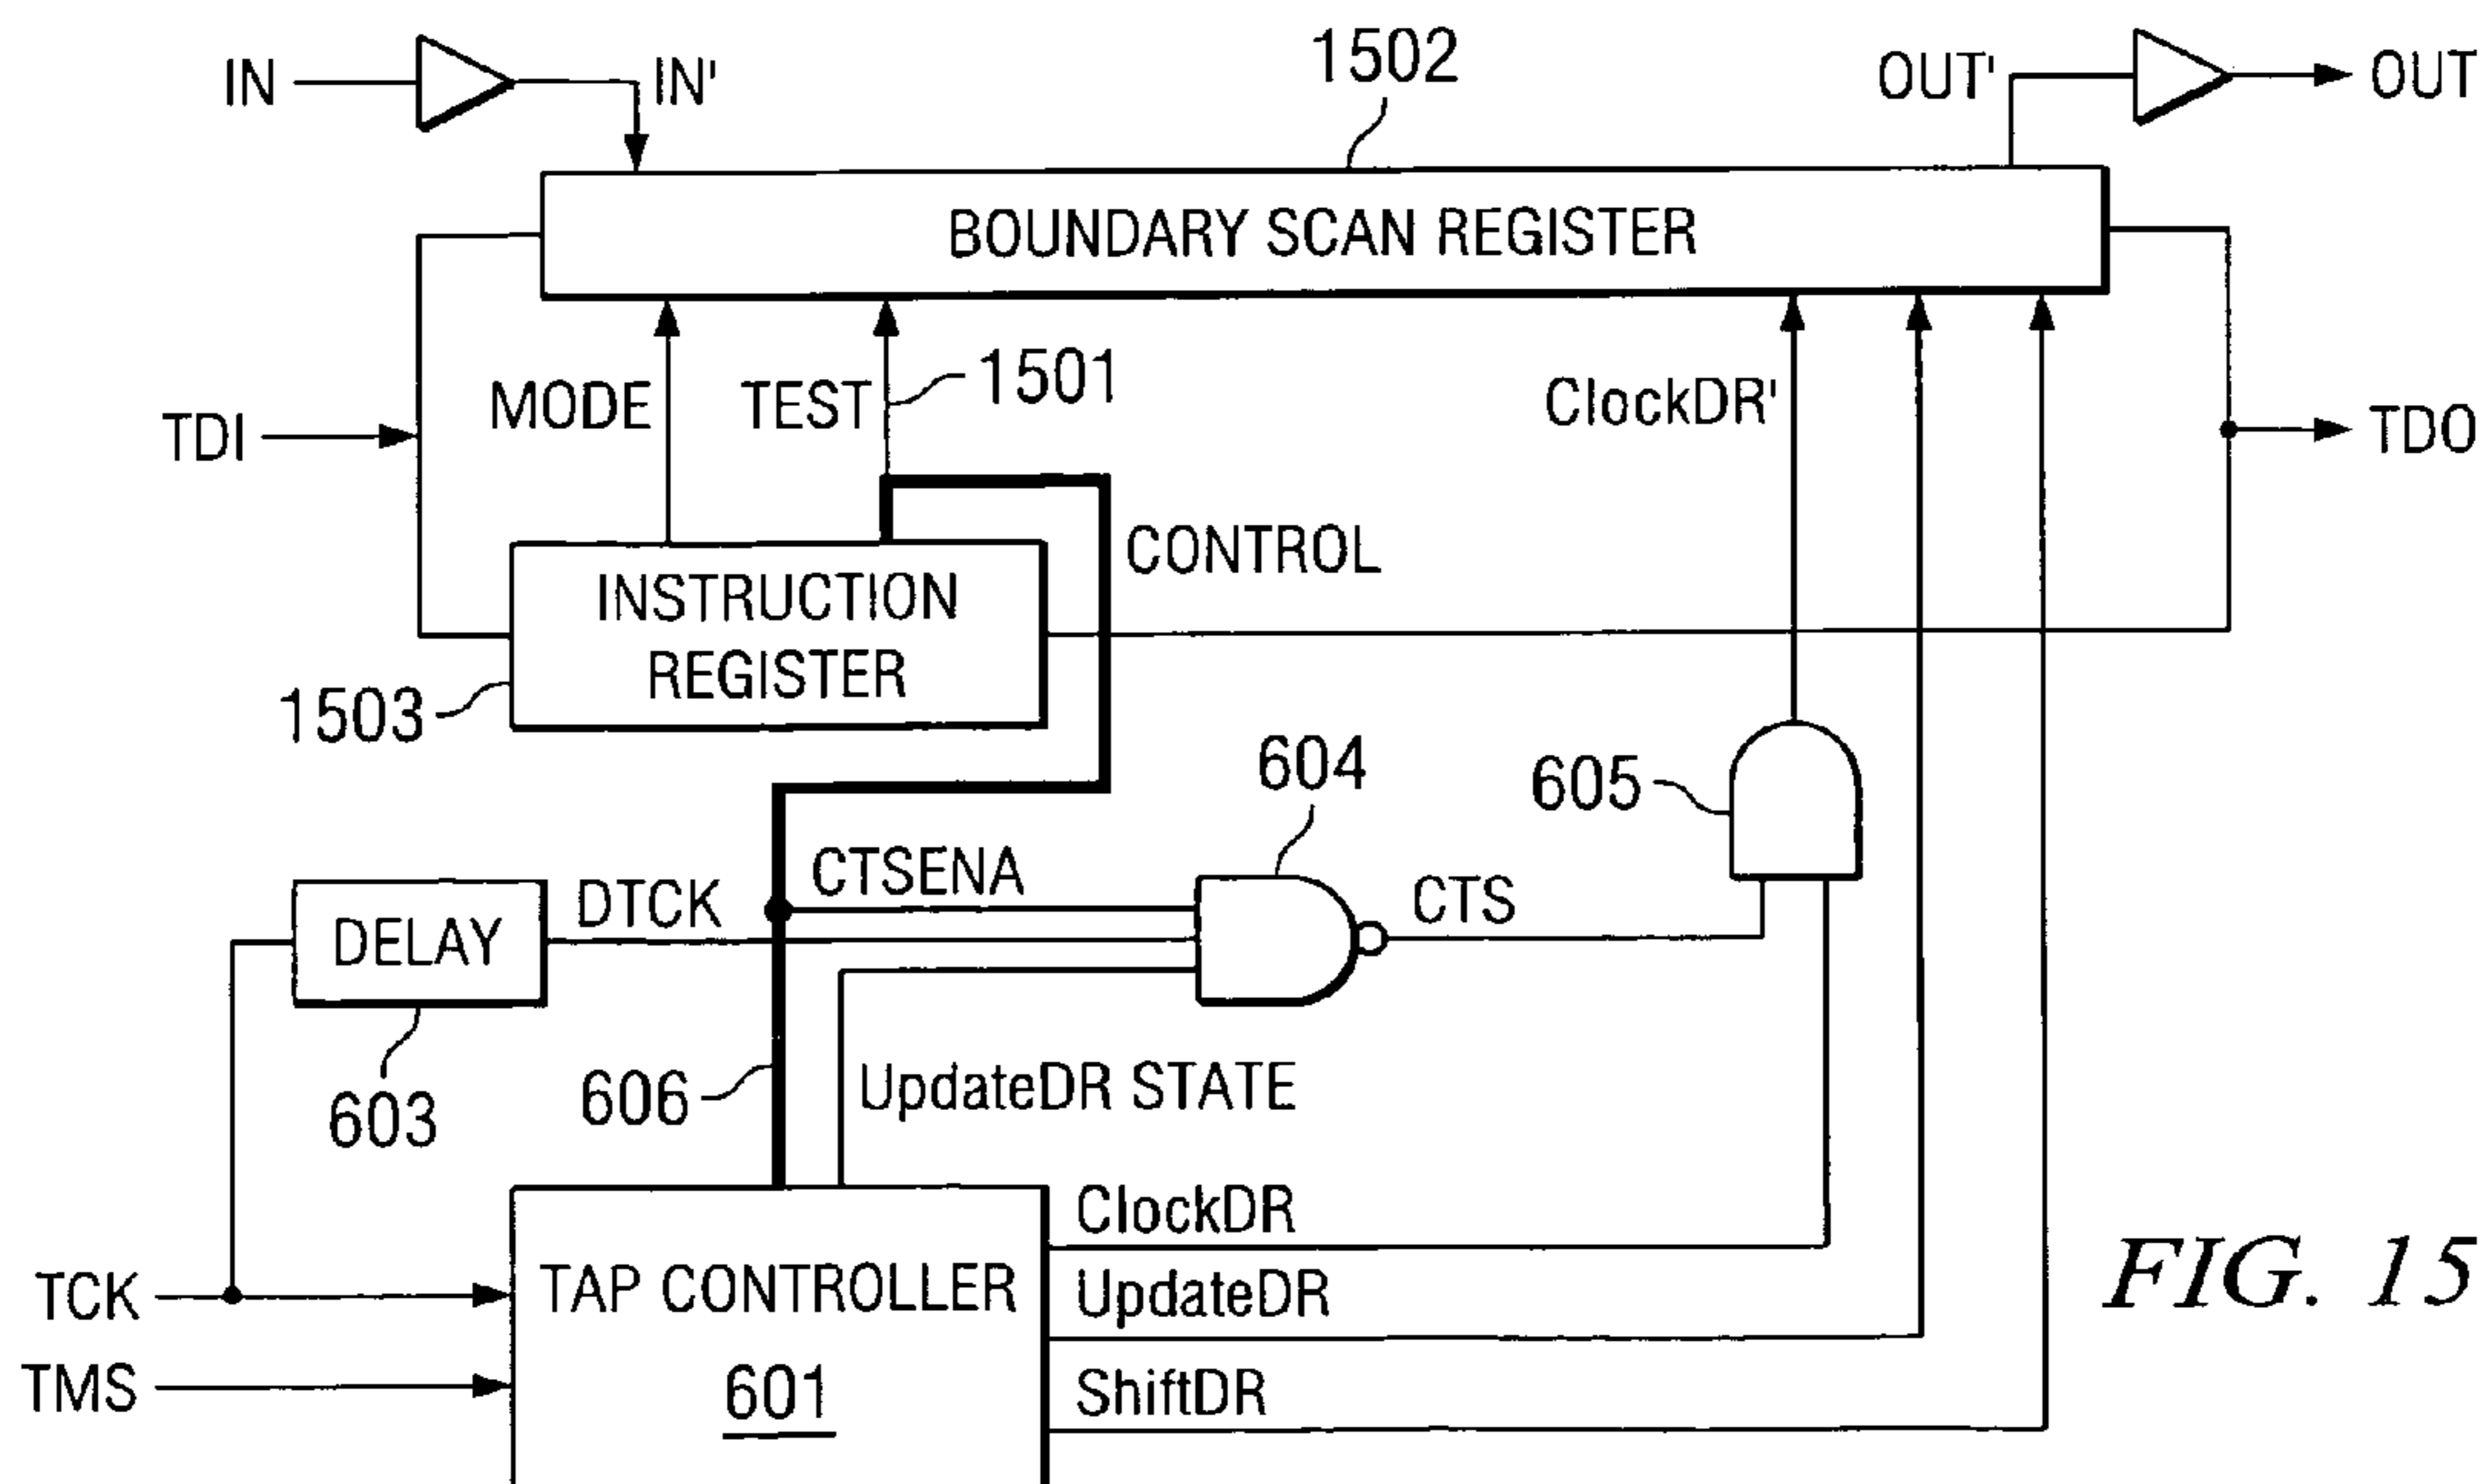 1502
IN
IN'
OUT'
OUT
BOUNDARY SCAN REGISTER
MODE
TEST
1501
ClockDR'
TDI
TDO
CONTROL
INSTRUCTION
REGISTER
1503
604
605
CTSENA
CTS
DTCK
DELAY
603
606
UpdateDR STATE
ClockDR
TCK
TAP CONTROLLER
UpdateDR
FIG. 15
TMS
601
ShiftDR